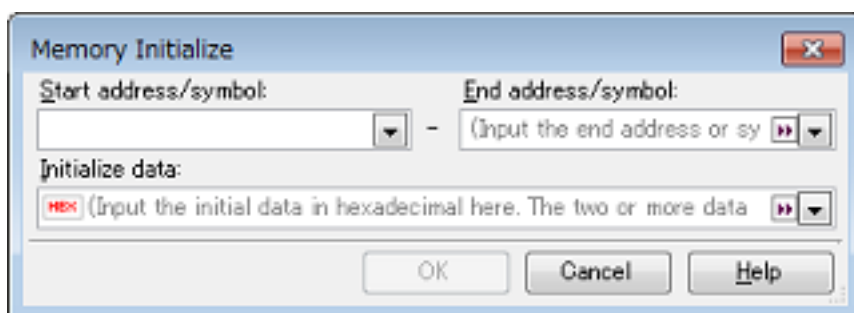 Memory Initialize
Start address/symbol: End address/symbol:
- (Input the end address or sy
Initialize data:
HEX (Input the initial data in hexadecimal here. The two or more data
OK Cancel Help